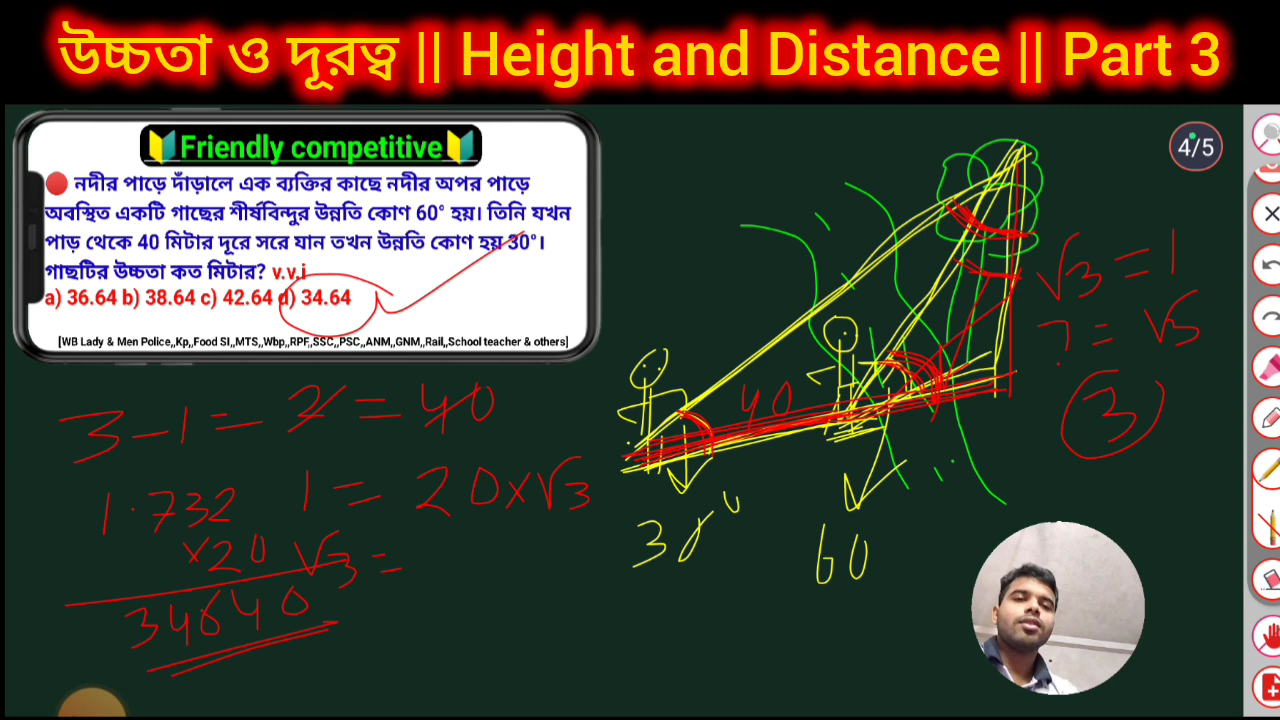 উচ্চতা ও দূরত্ব || Height and Distance || Part 3
🔰Friendly competitive🔰
🔴 নদীর পাড়ে দাঁড়ালে এক ব্যক্তির কাছে নদীর অপর পাড়ে
অবস্থিত একটি গাছের শীর্ষবিন্দুর উন্নতি কোণ 60° হয়। তিনি যখন
পাড় থেকে 40 মিটার দূরে সরে যান তখন উন্নতি কোণ হয় 30°।
গাছটির উচ্চতা কত মিটার? v.v.i
a) 36.64 b) 38.64 c) 42.64 d) 34.64
[WB Lady & Men Police,,Kp,,Food SI,,MTS,,Wbp,,RPF,,SSC,,PSC,,ANM,,GNM,,Rail,,School teacher & others]
4/5
√3 = 1
? = √3
3
40
30°
60
3-1 = 2 = 40
1 = 20×√3
√3 =
1.732
×20
34640